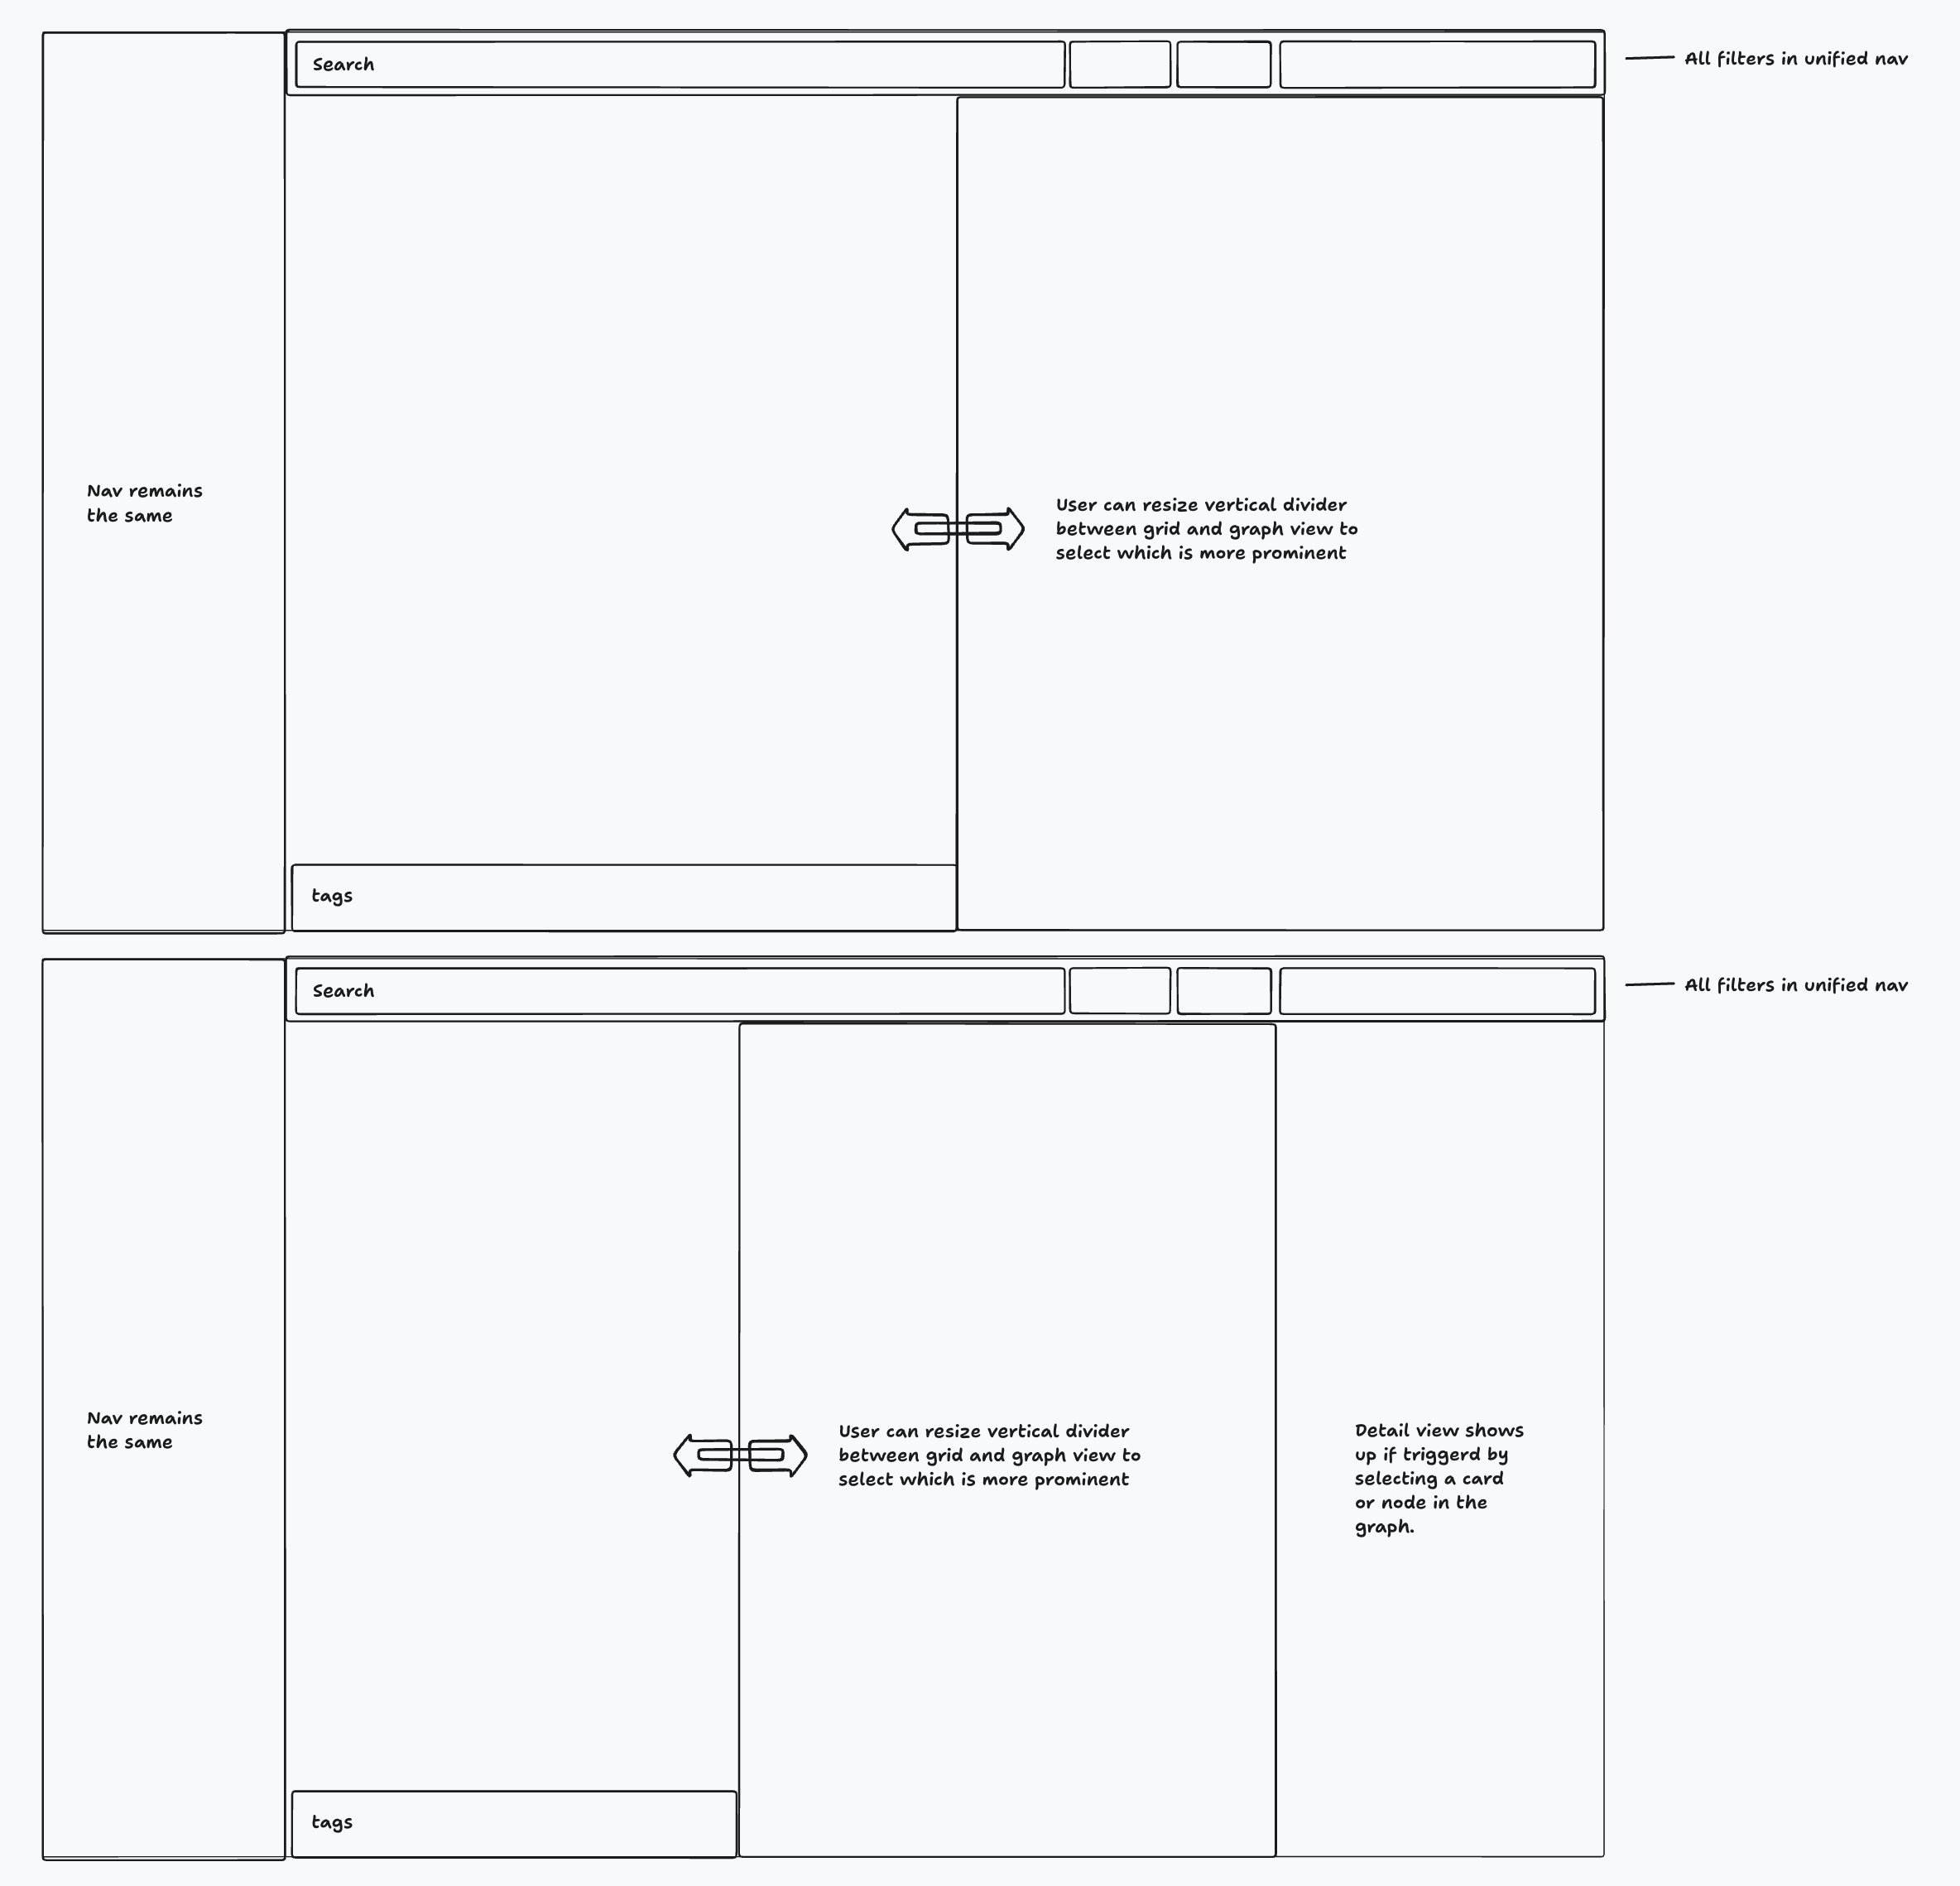 Search
All filters in unified nav
Nav remains
the same
User can resize vertical divider
between grid and graph view to
select which is more prominent
tags
Search
All filters in unified nav
Nav remains
the same
User can resize vertical divider
between grid and graph view to
select which is more prominent
Detail view shows
up if triggerd by
selecting a card
or node in the
graph.
tags